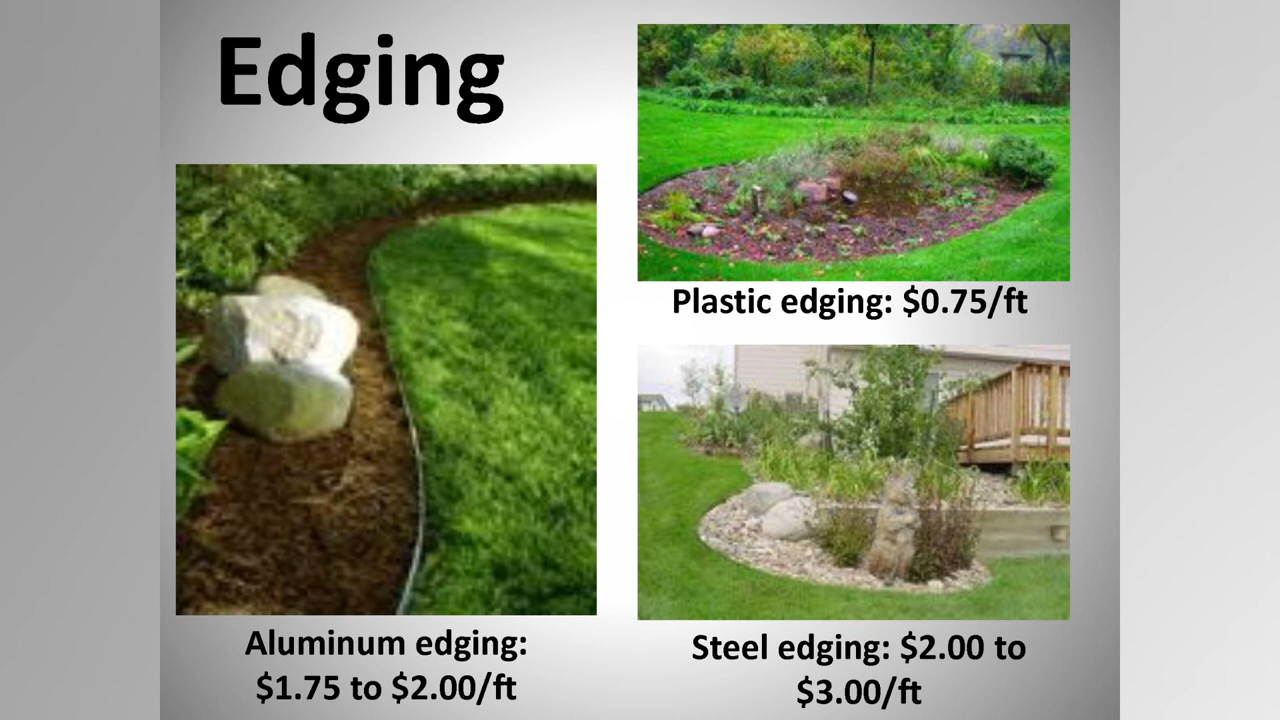 Edging
Plastic edging: $0.75/ft
Aluminum edging:
$1.75 to $2.00/ft
Steel edging: $2.00 to
$3.00/ft